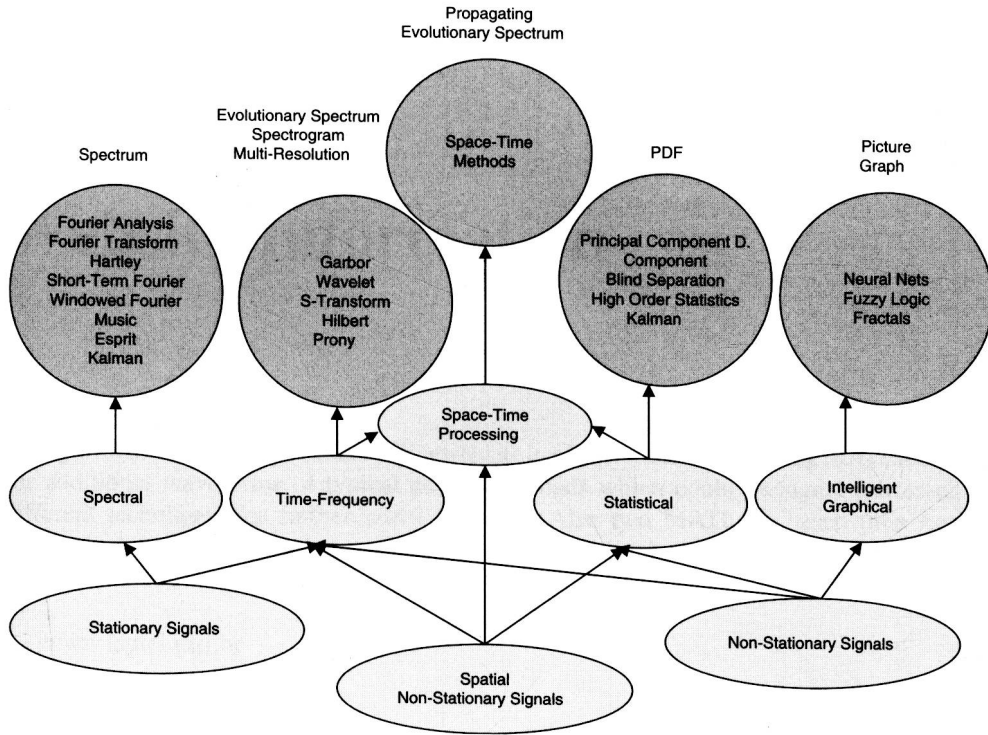 Propagating
Evolutionary Spectrum
Evolutionary Spectrum
Spectrogram
Multi-Resolution
Spectrum
PDF
Picture
Graph
Space-Time
Methods
Fourier Analysis
Fourier Transform
Hartley
Short-Term Fourier
Windowed Fourier
Music
Esprit
Kalman
Garbor
Wavelet
S-Transform
Hilbert
Prony
Principal Component D.
Component
Blind Separation
High Order Statistics
Kalman
Neural Nets
Fuzzy Logic
Fractals
Space-Time
Processing
Spectral
Time-Frequency
Statistical
Intelligent
Graphical
Stationary Signals
Spatial
Non-Stationary Signals
Non-Stationary Signals